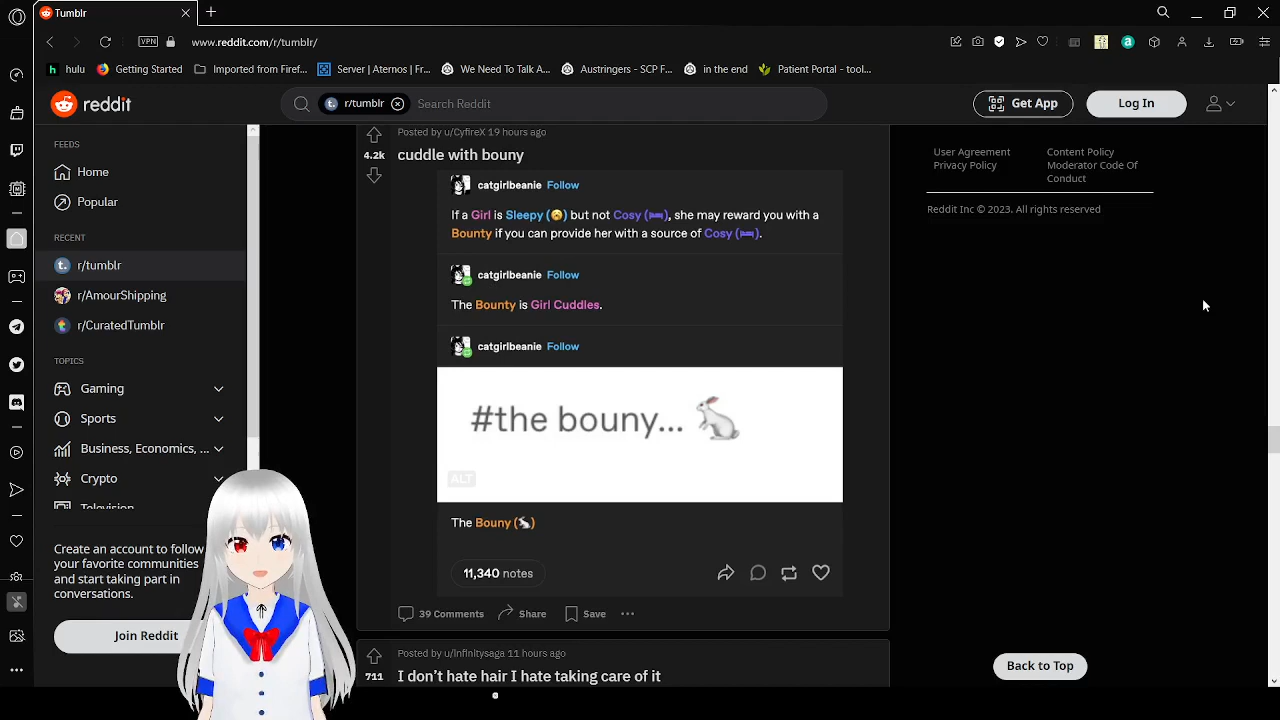 Tumblr
VPN
www.reddit.com/r/tumblr/
hulu
Getting Started
Imported from Firef...
Server | Aternos | Fr...
We Need To Talk A...
Austringers - SCP F...
in the end
Patient Portal - tool...
reddit
r/tumblr
Search Reddit
Get App
Log In
FEEDS
Home
Popular
RECENT
r/tumblr
r/AmourShipping
r/CuratedTumblr
TOPICS
Gaming
Sports
Business, Economics, ...
Crypto
Television
Create an account to follow
your favorite communities
and start taking part in
conversations.
Join Reddit
Posted by u/CyfireX 19 hours ago
4.2k
cuddle with bouny
catgirlbeanie Follow
If a Girl is Sleepy (😴) but not Cosy (🛏), she may reward you with a
Bounty if you can provide her with a source of Cosy (🛏).
catgirlbeanie Follow
The Bounty is Girl Cuddles.
catgirlbeanie Follow
#the bouny... 🐇
ALT
The Bouny (🐇)
11,340 notes
39 Comments
Share
Save
Posted by u/Infinitysaga 11 hours ago
711
I don't hate hair I hate taking care of it
User Agreement
Privacy Policy
Content Policy
Moderator Code Of
Conduct
Reddit Inc © 2023. All rights reserved
Back to Top